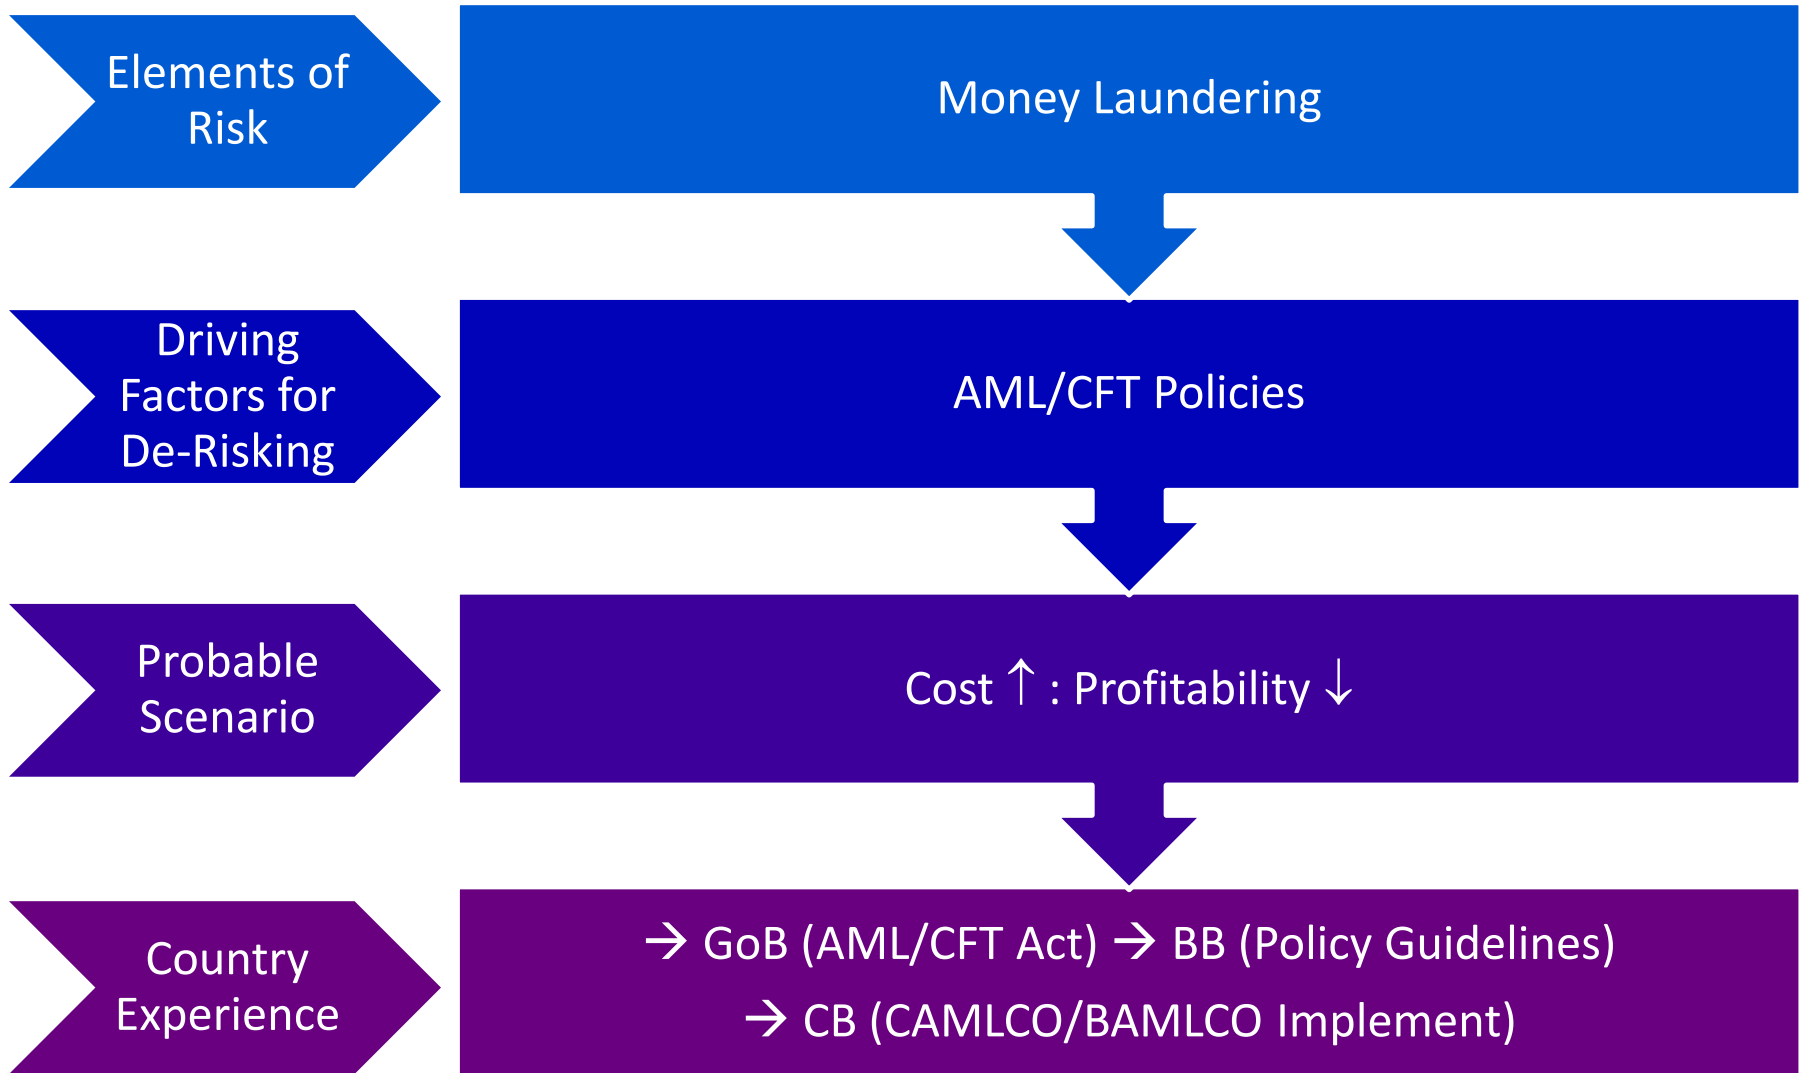 Elements of
Risk
Money Laundering
Driving
Factors for
De-Risking
AML/CFT Policies
Probable
Scenario
Cost ↑ : Profitability ↓
Country
Experience
→ GoB (AML/CFT Act) → BB (Policy Guidelines)
→ CB (CAMLCO/BAMLCO Implement)